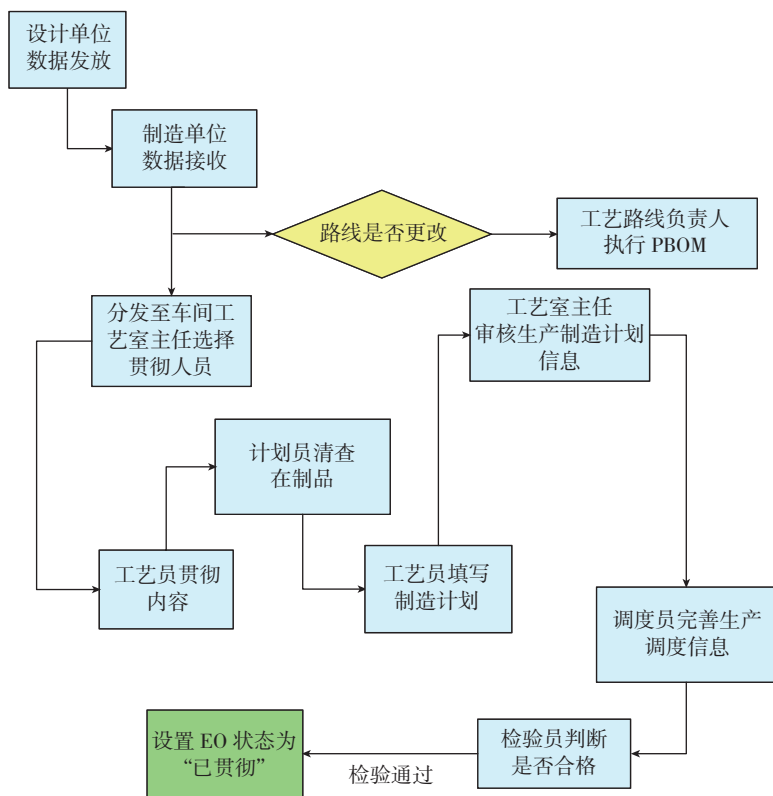 设计单位
数据发放
制造单位
数据接收
路线是否更改
工艺路线负责人
执行 PBOM
分发至车间工
艺室主任选择
贯彻人员
工艺室主任
审核生产制造计划
信息
计划员清查
在制品
工艺员贯彻
内容
工艺员填写
制造计划
调度员完善生产
调度信息
检验员判断
是否合格
检验通过
设置 EO 状态为
“已贯彻”